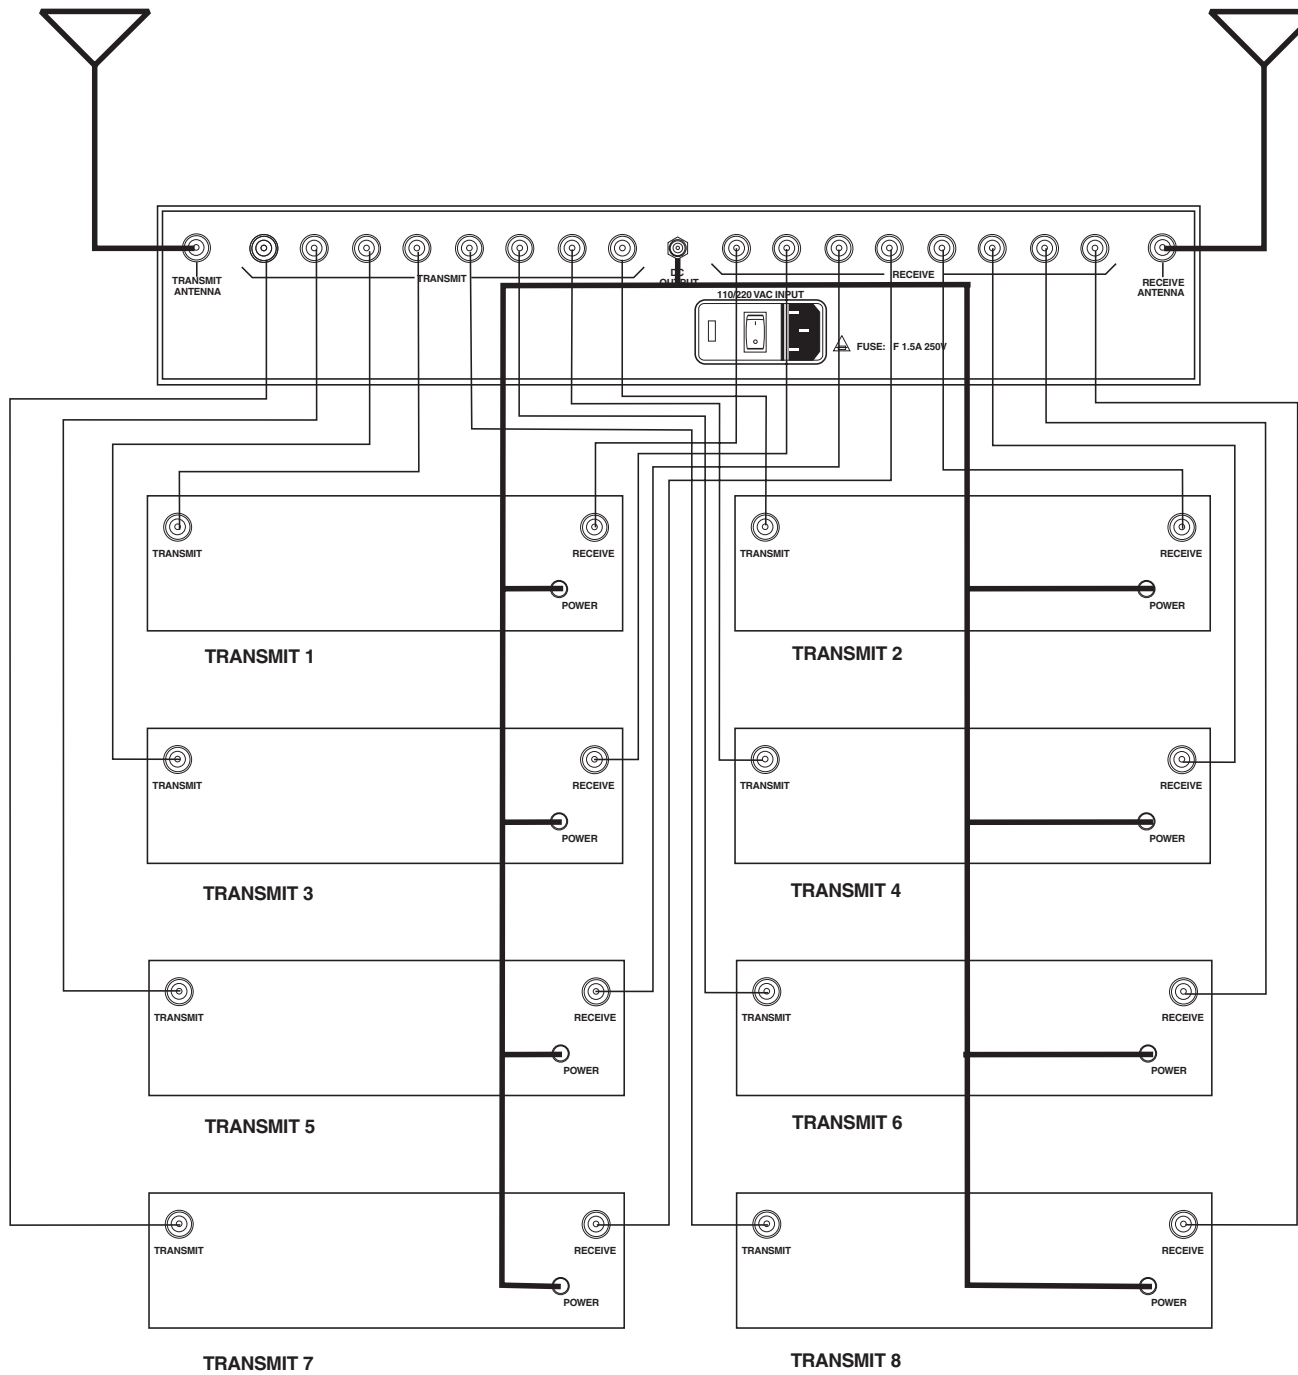 TRANSMIT
ANTENNA
TRANSMIT
DC
OUTPUT
RECEIVE
RECEIVE
ANTENNA
110/220 VAC INPUT
FUSE: F 1.5A 250V
TRANSMIT
RECEIVE
POWER
TRANSMIT 1
TRANSMIT
RECEIVE
POWER
TRANSMIT 2
TRANSMIT
RECEIVE
POWER
TRANSMIT 3
TRANSMIT
RECEIVE
POWER
TRANSMIT 4
TRANSMIT
RECEIVE
POWER
TRANSMIT 5
TRANSMIT
RECEIVE
POWER
TRANSMIT 6
TRANSMIT
RECEIVE
POWER
TRANSMIT 7
TRANSMIT
RECEIVE
POWER
TRANSMIT 8